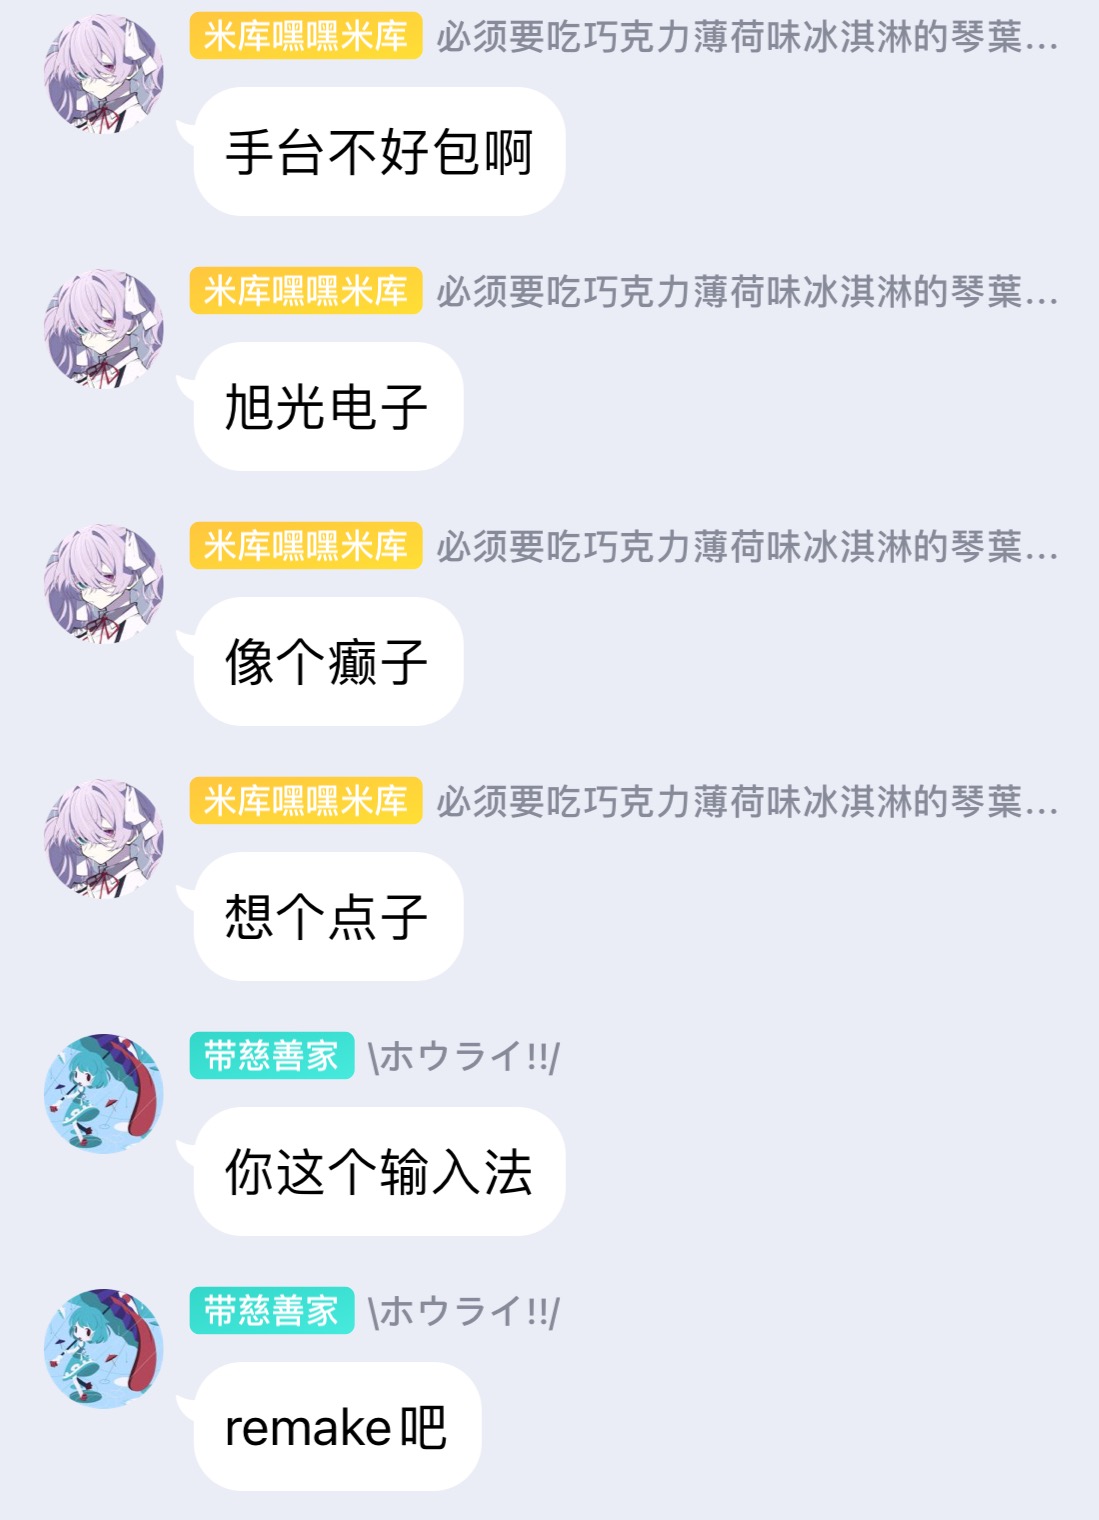 米库嘿嘿米库 必须要吃巧克力薄荷味冰淇淋的琴葉...
手台不好包啊
米库嘿嘿米库 必须要吃巧克力薄荷味冰淇淋的琴葉...
旭光电子
米库嘿嘿米库 必须要吃巧克力薄荷味冰淇淋的琴葉...
像个癫子
米库嘿嘿米库 必须要吃巧克力薄荷味冰淇淋的琴葉...
想个点子
带慈善家 \ホウライ!!/
你这个输入法
带慈善家 \ホウライ!!/
remake吧